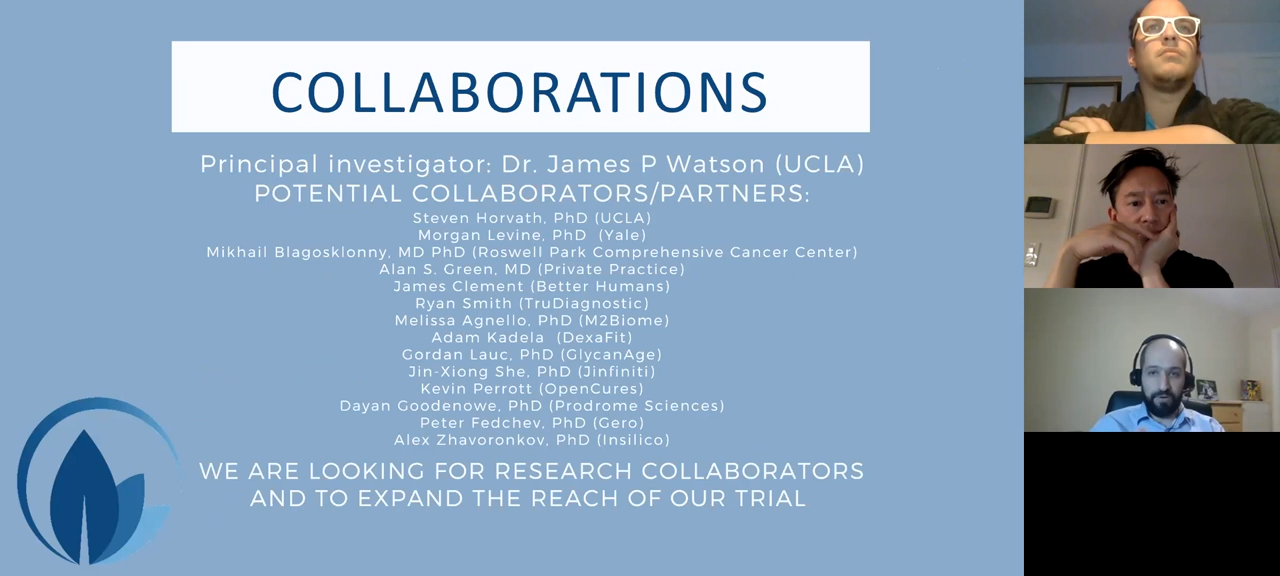 COLLABORATIONS
Principal investigator: Dr. James P Watson (UCLA)
POTENTIAL COLLABORATORS/PARTNERS:
Steven Horvath, PhD (UCLA)
Morgan Levine, PhD (Yale)
Mikhail Blagosklonny, MD PhD (Roswell Park Comprehensive Cancer Center)
Alan S. Green, MD (Private Practice)
James Clement (Better Humans)
Ryan Smith (TruDiagnostic)
Melissa Agnello, PhD (M2Biome)
Adam Kadela (DexaFit)
Gordan Lauc, PhD (GlycanAge)
Jin-Xiong She, PhD (Jinfiniti)
Kevin Perrott (OpenCures)
Dayan Goodenowe, PhD (Prodrome Sciences)
Peter Fedchev, PhD (Gero)
Alex Zhavoronkov, PhD (Insilico)
WE ARE LOOKING FOR RESEARCH COLLABORATORS
AND TO EXPAND THE REACH OF OUR TRIAL